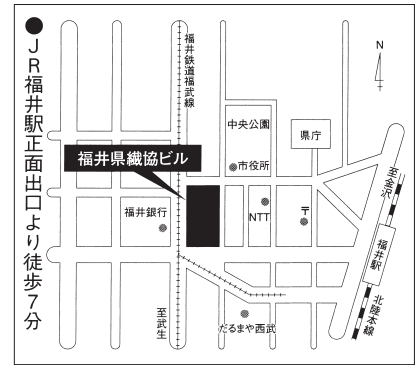 ●JR福井駅正面出口より徒歩7分
福井鉄道福武線
N
中央公園
県庁
市役所
福井県繊協ビル
至金沢
福井銀行
NTT
〒
福井駅
至武生
北陸本線
だるまや西武